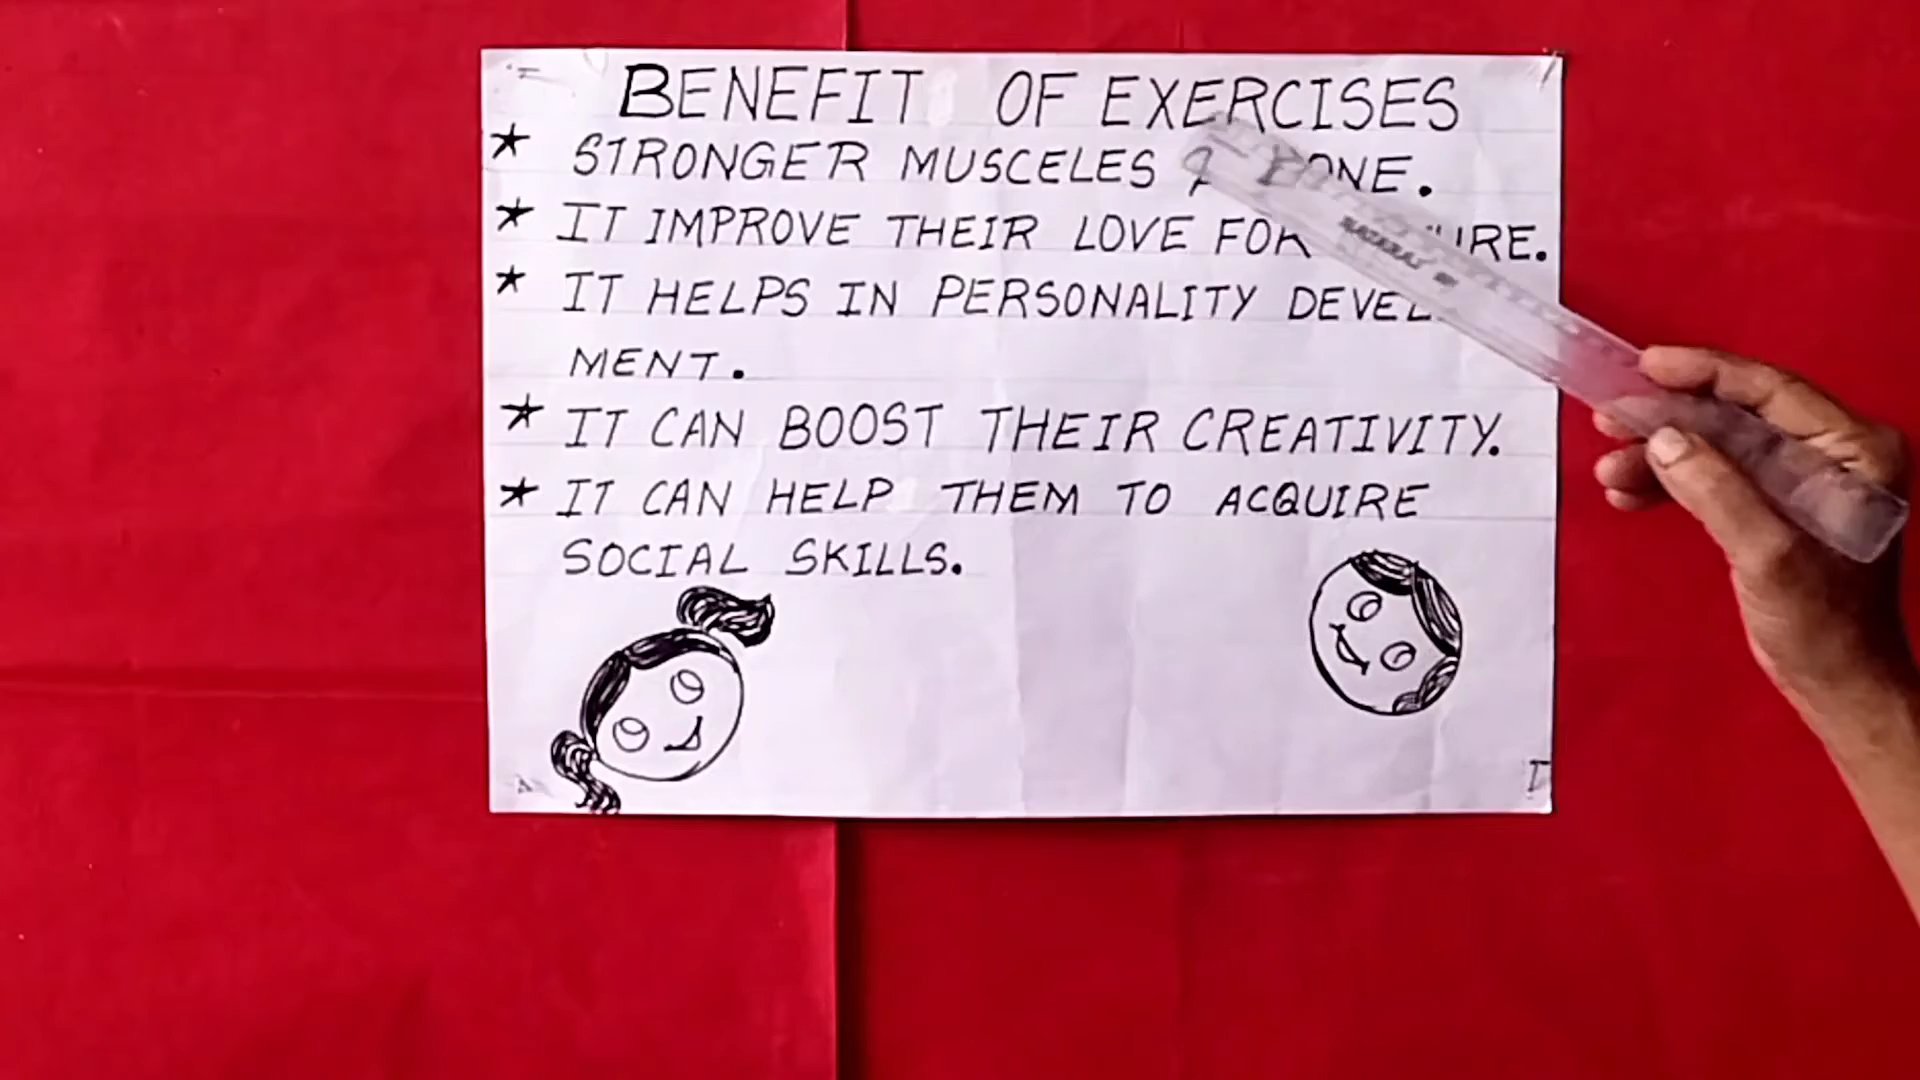 BENEFIT OF EXERCISES
★ STRONGER MUSCELES & BONE.
★ IT IMPROVE THEIR LOVE FOR
★ IT HELPS IN PERSONALITY
MENT.
★ IT CAN BOOST THEIR CREATIVITY.
★ IT CAN HELP THEM TO ACQUIRE
SOCIAL SKILLS.